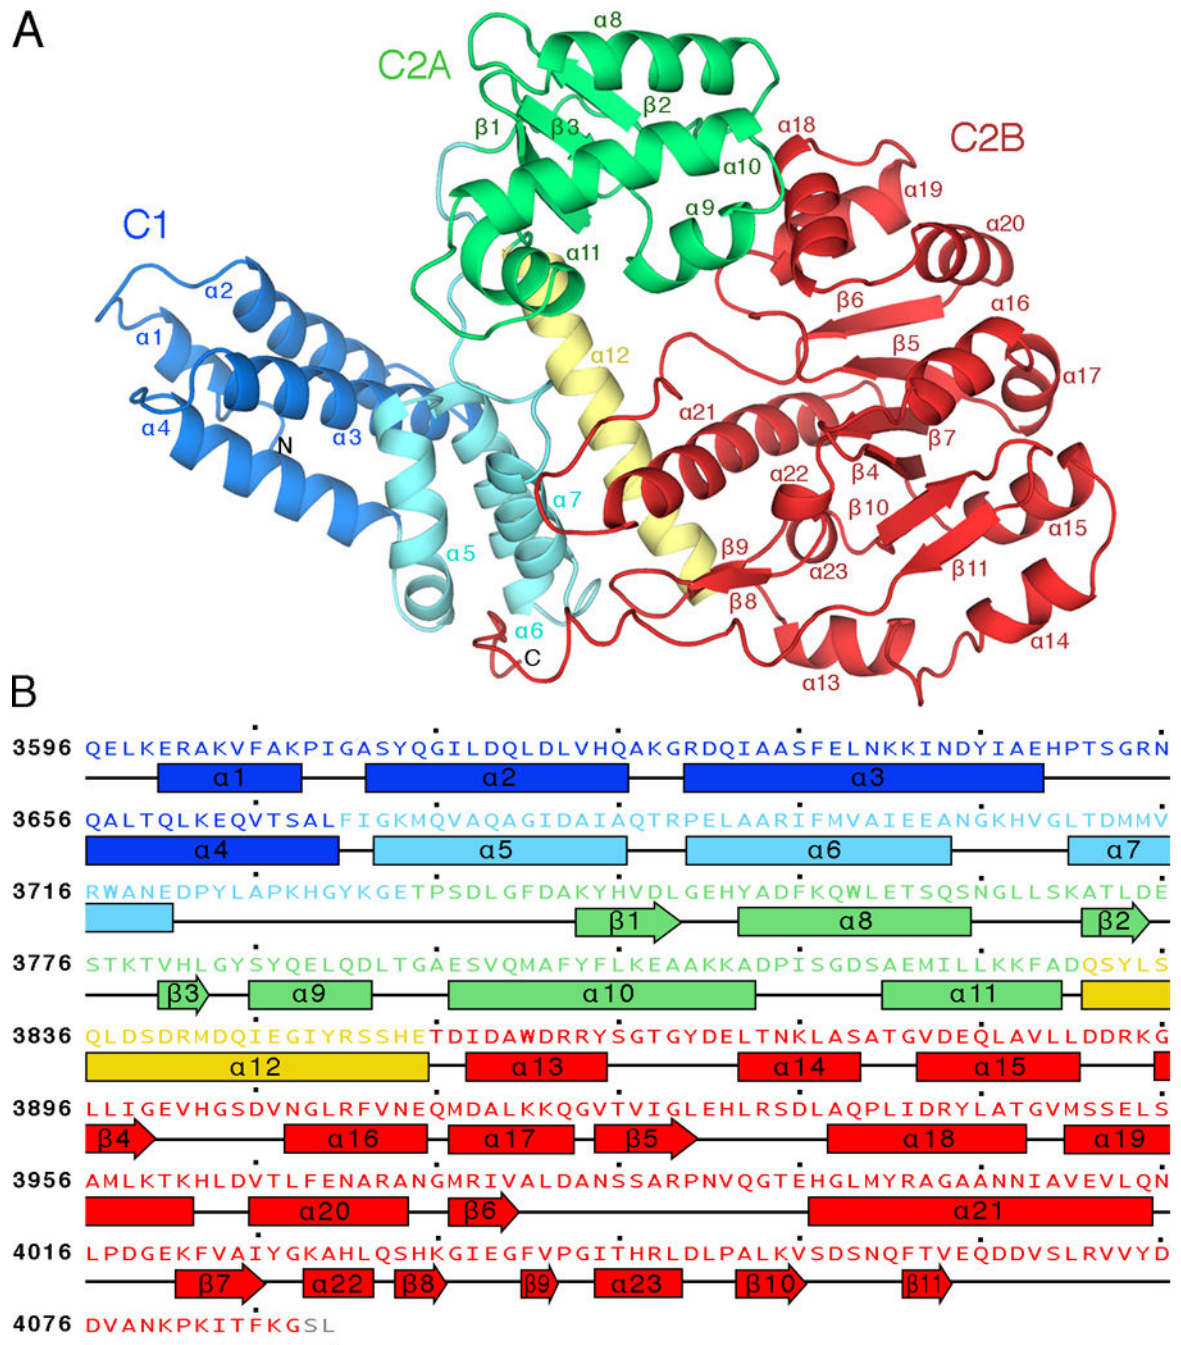 A
α8
C2A
β2
β1
β3
α18
C2B
α10
α19
α9
C1
α20
α11
α2
β6
α16
α1
β5
α12
α17
α21
α4
α3
N
β7
β4
α22
α7
β10
α15
α5
β9
α23
β11
β8
α6
α14
C
α13
B
3596 QELKERAKVFAKPIGASYQGILDQLDLVHQAKGRDQIAASFELNKKINDYIAEHPTSGRN
α1 α2 α3
3656 QALTQLKEQVTSALFIGKMQVAQAGIDAIAQTRPELAARIFMVAIEEANGKHVGLTDMMV
α4 α5 α6 α7
3716 RWANEDPYLAPKHGYKGETPSDLGFDAKYHVDLGEHYADFKQWLETSQSNGLLSKATLDE
β1 α8 β2
3776 STKTVHLGYSYQELQDLTGAESVQMAFYFLKEAAKKADPISGDSAEMILLKKFADQSYLS
β3 α9 α10 α11
3836 QLDSDRMDQIEGIYRSSHETDIDAWDRRYSGTGYDELTNKLASATGVDEQLAVLLDDRKG
α12 α13 α14 α15
3896 LLIGEVHGSDVNGLRFVNEQMDALKKQGVTVIGLEHLRSDLAQPLIDRYLATGVMSSELS
β4 α16 α17 β5 α18 α19
3956 AMLKTKHLDVTLFENARANGMRIVALDANSSARPNVQGTEHGLMYRAGAANNIAVEVLQN
α20 β6 α21
4016 LPDGEKFVAIYGKAHLQSHKGIEGFVPGITHRLDLPALKVSDSNQFTVEQDDVSLRVVYD
β7 α22 β8 β9 α23 β10 β11
4076 DVANKPKITFKGSL